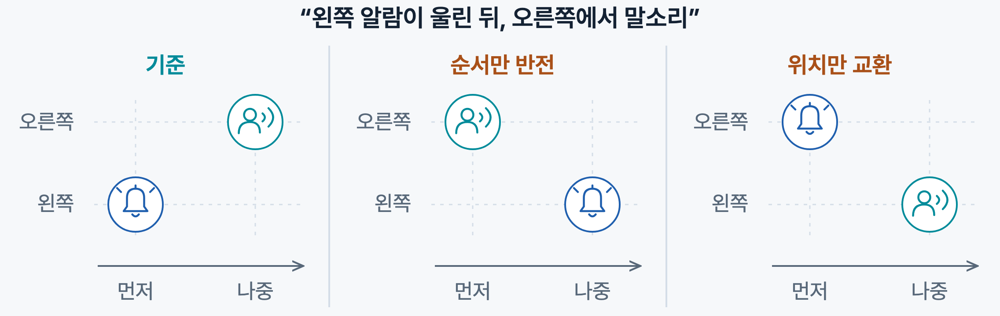 “왼쪽 알람이 울린 뒤, 오른쪽에서 말소리”
기준
오른쪽
왼쪽
먼저 나중
순서만 반전
오른쪽
왼쪽
먼저 나중
위치만 교환
오른쪽
왼쪽
먼저 나중